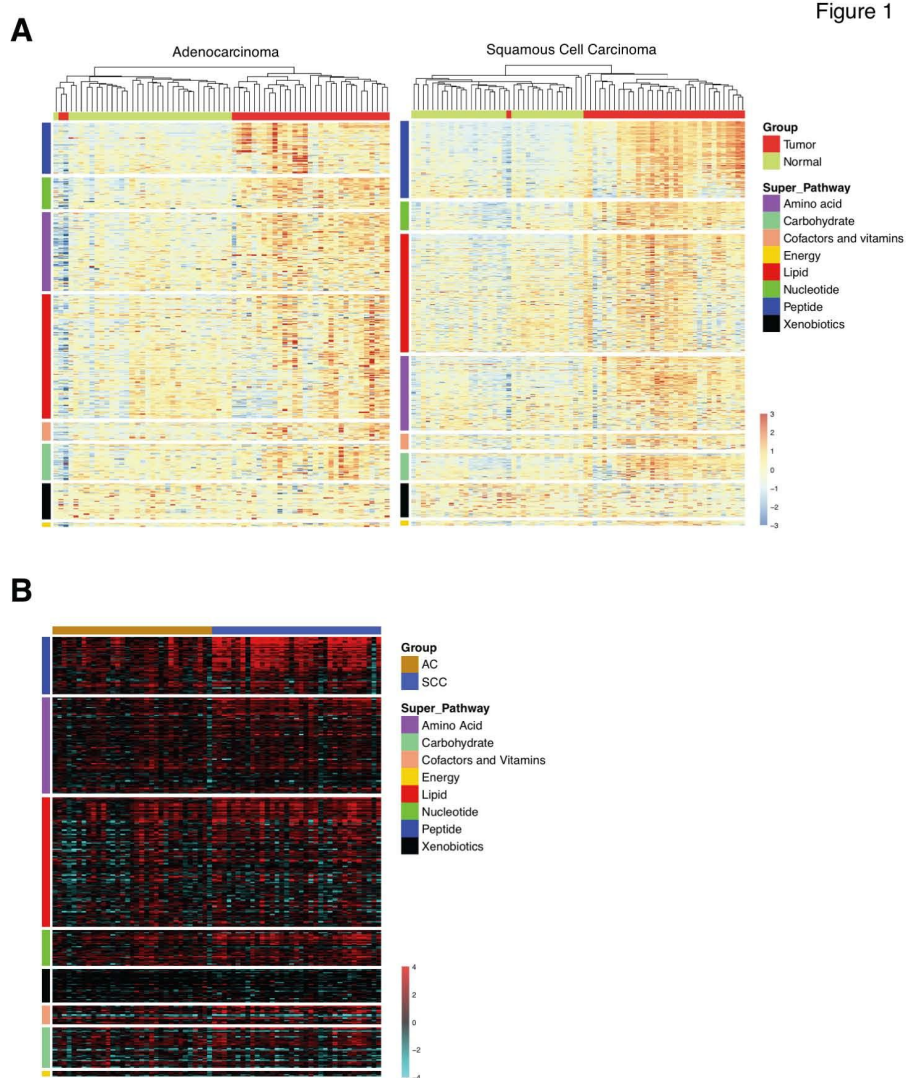 Figure 1
A
Adenocarcinoma
Squamous Cell Carcinoma
Group
Tumor
Normal
Super_Pathway
Amino acid
Carbohydrate
Cofactors and vitamins
Energy
Lipid
Nucleotide
Peptide
Xenobiotics
3
2
1
0
−1
−2
−3
B
Group
AC
SCC
Super_Pathway
Amino Acid
Carbohydrate
Cofactors and Vitamins
Energy
Lipid
Nucleotide
Peptide
Xenobiotics
4
2
0
−2
−4